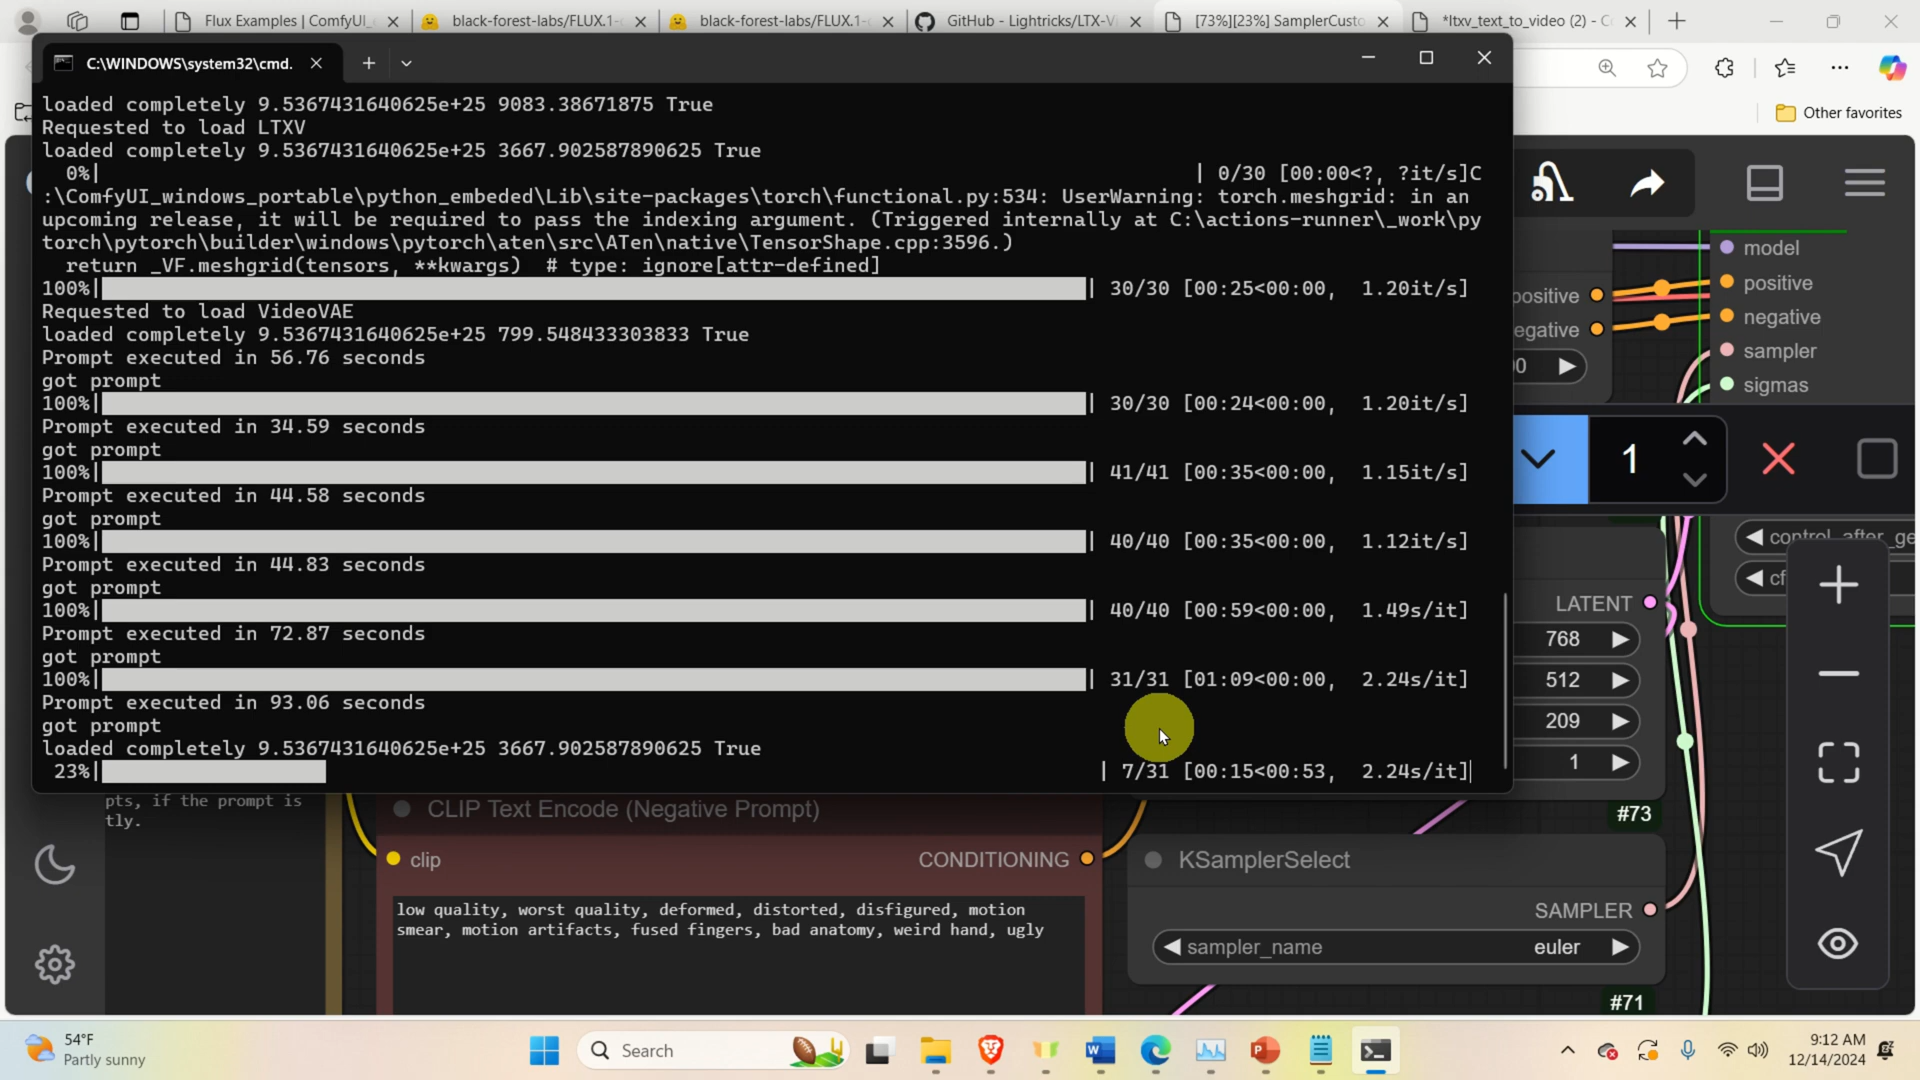 Flux Examples | ComfyUI_
black-forest-labs/FLUX.1-
black-forest-labs/FLUX.1-
GitHub - Lightricks/LTX-Vi
[73%][23%] SamplerCusto
*ltxv_text_to_video (2) - C
C:\WINDOWS\system32\cmd.
Other favorites
loaded completely 9.5367431640625e+25 9083.38671875 True
Requested to load LTXV
loaded completely 9.5367431640625e+25 3667.902587890625 True
0%| | 0/30 [00:00<?, ?it/s]C
:\ComfyUI_windows_portable\python_embeded\Lib\site-packages\torch\functional.py:534: UserWarning: torch.meshgrid: in an
upcoming release, it will be required to pass the indexing argument. (Triggered internally at C:\actions-runner\_work\py
torch\pytorch\builder\windows\pytorch\aten\src\ATen\native\TensorShape.cpp:3596.)
return _VF.meshgrid(tensors, **kwargs)  # type: ignore[attr-defined]
100%| | 30/30 [00:25<00:00, 1.20it/s]
Requested to load VideoVAE
loaded completely 9.5367431640625e+25 799.548433303833 True
Prompt executed in 56.76 seconds
got prompt
100%| | 30/30 [00:24<00:00, 1.20it/s]
Prompt executed in 34.59 seconds
got prompt
100%| | 41/41 [00:35<00:00, 1.15it/s]
Prompt executed in 44.58 seconds
got prompt
100%| | 40/40 [00:35<00:00, 1.12it/s]
Prompt executed in 44.83 seconds
got prompt
100%| | 40/40 [00:59<00:00, 1.49s/it]
Prompt executed in 72.87 seconds
got prompt
100%| | 31/31 [01:09<00:00, 2.24s/it]
Prompt executed in 93.06 seconds
got prompt
loaded completely 9.5367431640625e+25 3667.902587890625 True
23%| | 7/31 [00:15<00:53, 2.24s/it]
model
positive
positive
negative
egative
sampler
sigmas
0
1
control_after_ge
cf
LATENT
768
512
209
1
#73
pts, if the prompt is
tly.
CLIP Text Encode (Negative Prompt)
clip
CONDITIONING
low quality, worst quality, deformed, distorted, disfigured, motion
smear, motion artifacts, fused fingers, bad anatomy, weird hand, ugly
KSamplerSelect
SAMPLER
sampler_name euler
#71
54°F
Partly sunny
Search
9:12 AM
12/14/2024